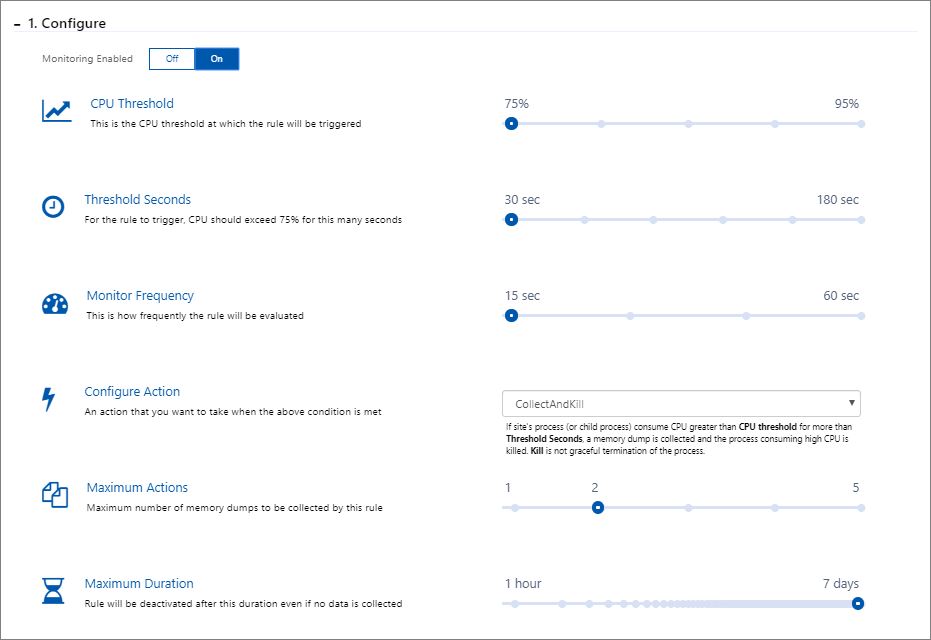 – 1. Configure
Monitoring Enabled Off On
CPU Threshold 75% 95%
This is the CPU threshold at which the rule will be triggered
Threshold Seconds 30 sec 180 sec
For the rule to trigger, CPU should exceed 75% for this many seconds
Monitor Frequency 15 sec 60 sec
This is how frequently the rule will be evaluated
Configure Action
An action that you want to take when the above condition is met
CollectAndKill
If site's process (or child process) consume CPU greater than CPU threshold for more than
Threshold Seconds, a memory dump is collected and the process consuming high CPU is
killed. Kill is not graceful termination of the process.
Maximum Actions 1 2 5
Maximum number of memory dumps to be collected by this rule
Maximum Duration 1 hour 7 days
Rule will be deactivated after this duration even if no data is collected